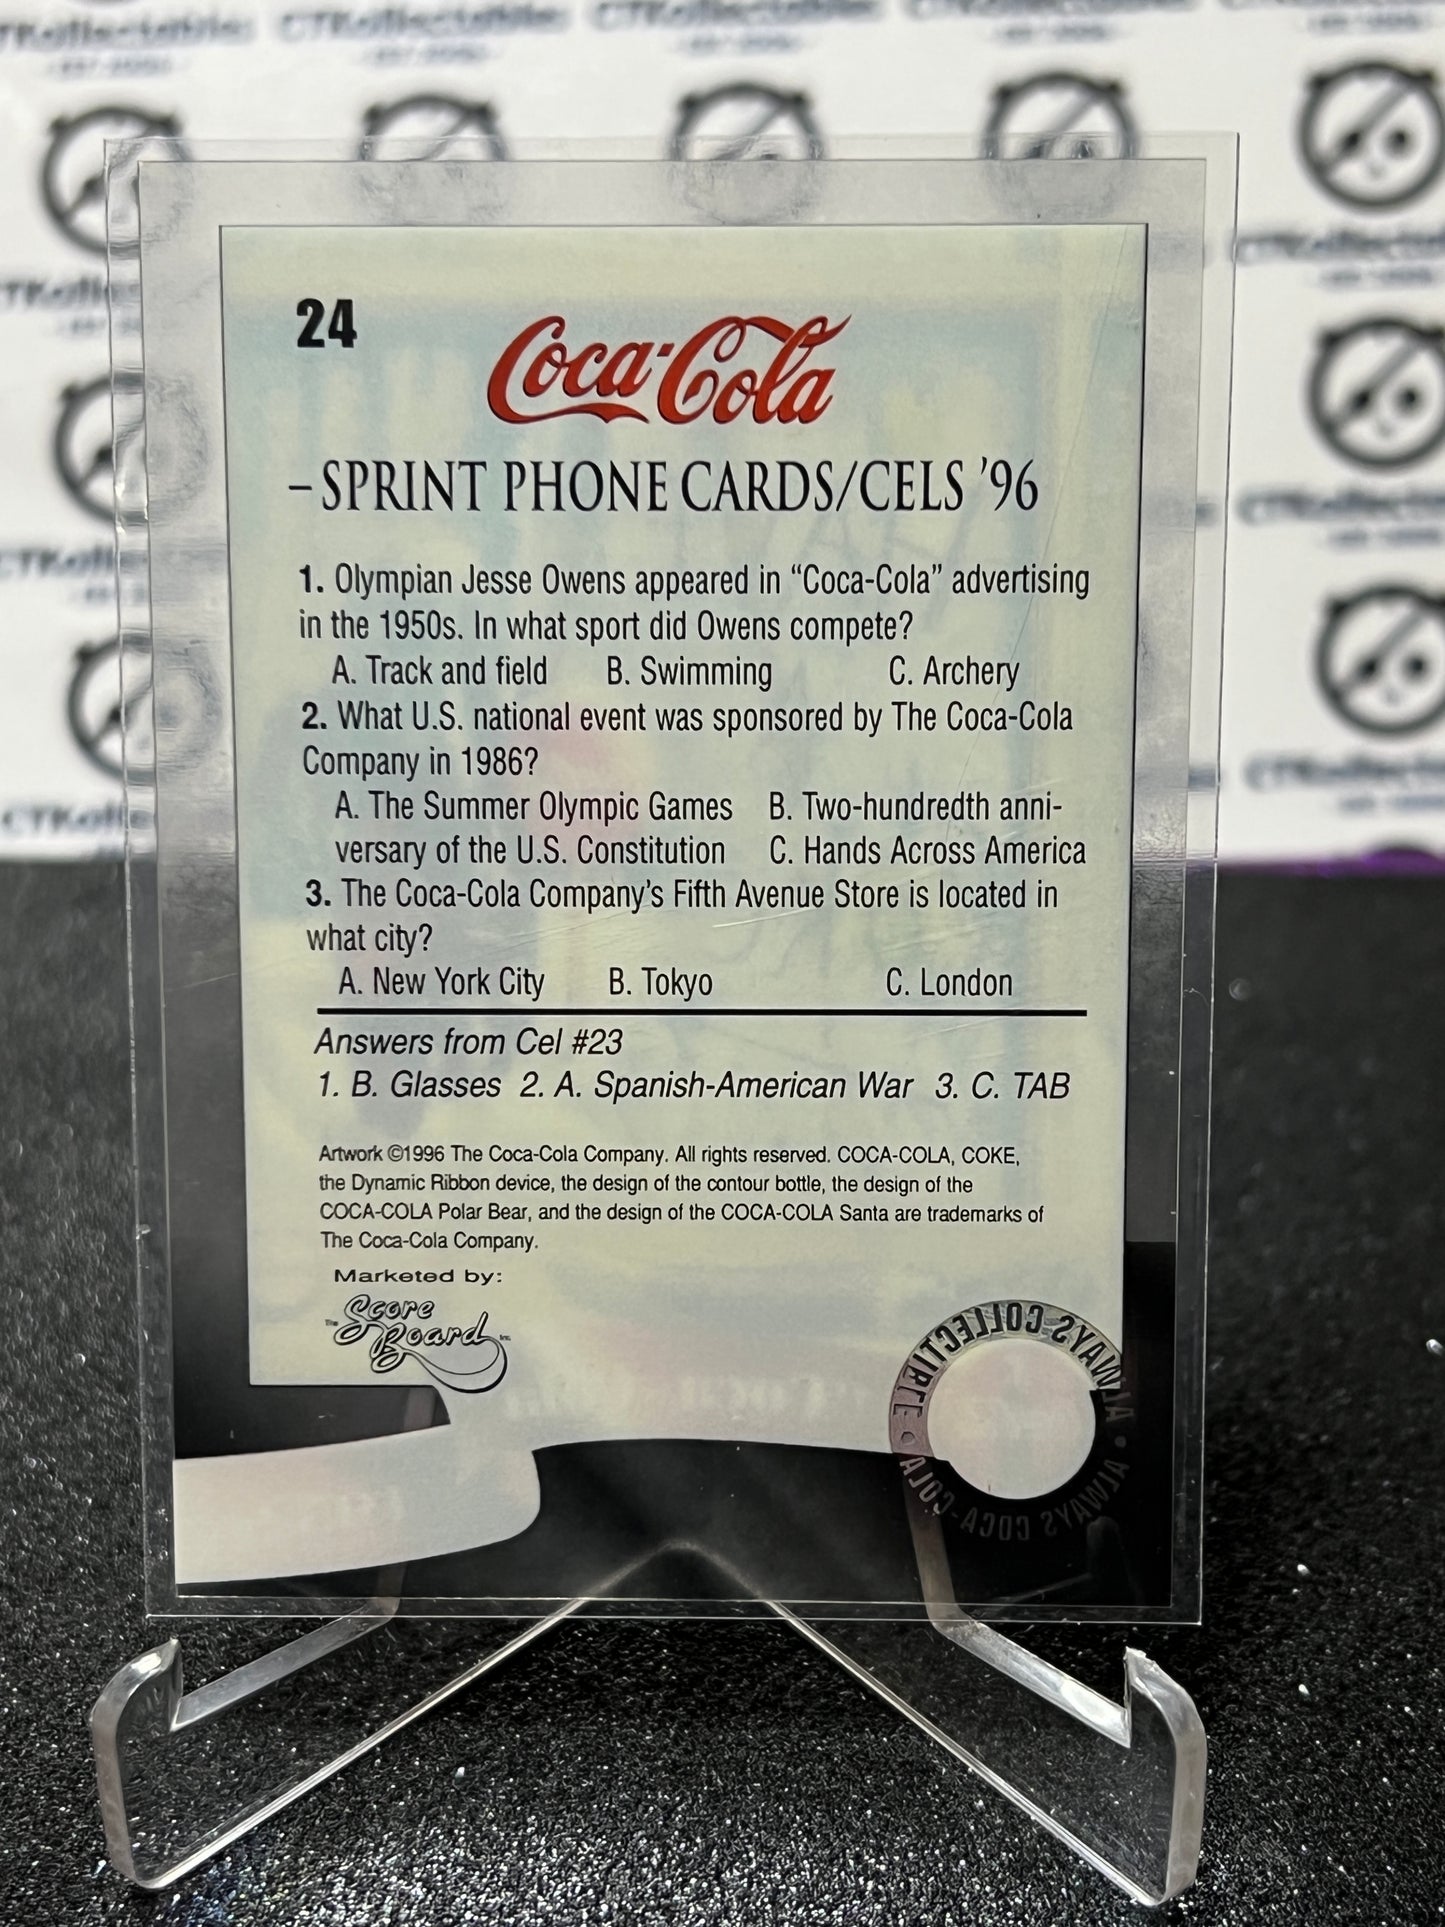 CTKollectables CTKollectables
24
Coca-Cola
–SPRINT PHONE CARDS/CELS ’96
1. Olympian Jesse Owens appeared in “Coca-Cola” advertising
in the 1950s. In what sport did Owens compete?
A. Track and field B. Swimming C. Archery
2. What U.S. national event was sponsored by The Coca-Cola
Company in 1986?
A. The Summer Olympic Games B. Two-hundredth anni-
versary of the U.S. Constitution C. Hands Across America
3. The Coca-Cola Company’s Fifth Avenue Store is located in
what city?
A. New York City B. Tokyo C. London
Answers from Cel #23
1. B. Glasses 2. A. Spanish-American War 3. C. TAB
Artwork ©1996 The Coca-Cola Company. All rights reserved. COCA-COLA, COKE,
the Dynamic Ribbon device, the design of the contour bottle, the design of the
COCA-COLA Polar Bear, and the design of the COCA-COLA Santa are trademarks of
The Coca-Cola Company.
Marketed by:
The Score
Board Inc.
ALWAYS COLLECTIBLE • ALWAYS COCA-COLA •